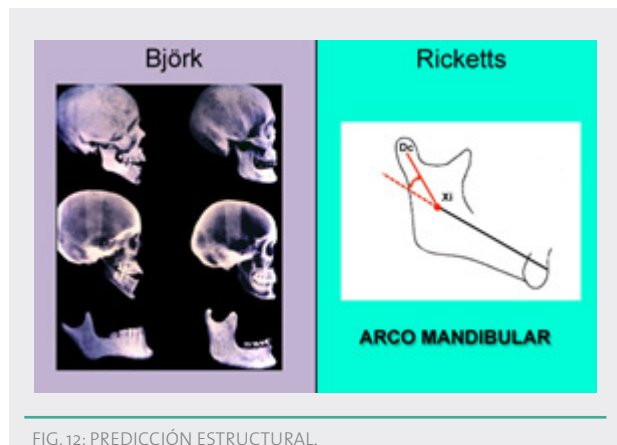 Björk
Ricketts
Dc
Xi
ARCO MANDIBULAR
FIG. 12: PREDICCIÓN ESTRUCTURAL.